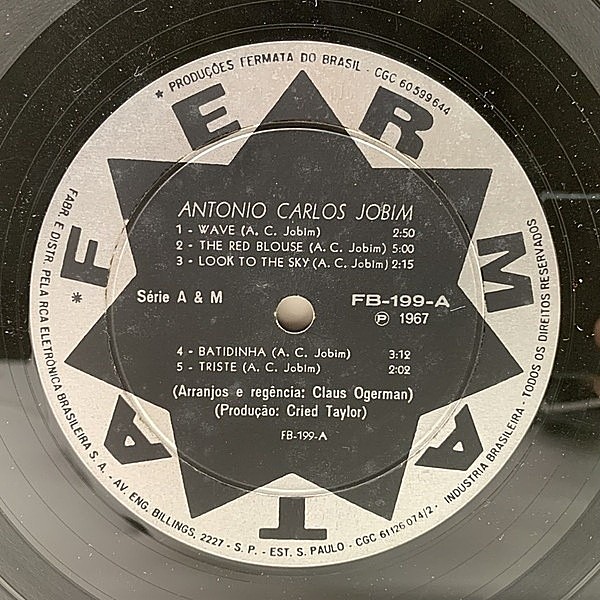 * PRODUÇÕES FERMATA DO BRASIL - CGC 60599644
FERMATA
ANTONIO CARLOS JOBIM
1 - WAVE (A. C. Jobim) 2:50
2 - THE RED BLOUSE (A. C. Jobim) 5:00
3 - LOOK TO THE SKY (A. C. Jobim) 2:15
Série A & M FB-199-A
℗ 1967
4 - BATIDINHA (A. C. Jobim) 3:12
5 - TRISTE (A. C. Jobim) 2:02
(Arranjos e regência: Claus Ogerman)
(Produção: Cried Taylor)
FB-199-A
* FABR. E DISTR. PELA RCA ELETRÔNICA BRASILEIRA S. A. - AV. ENG. BILLINGS, 2227 - S. P. - EST. S. PAULO - CGC 61126074/2 - INDÚSTRIA BRASILEIRA - TODOS OS DIREITOS RESERVADOS